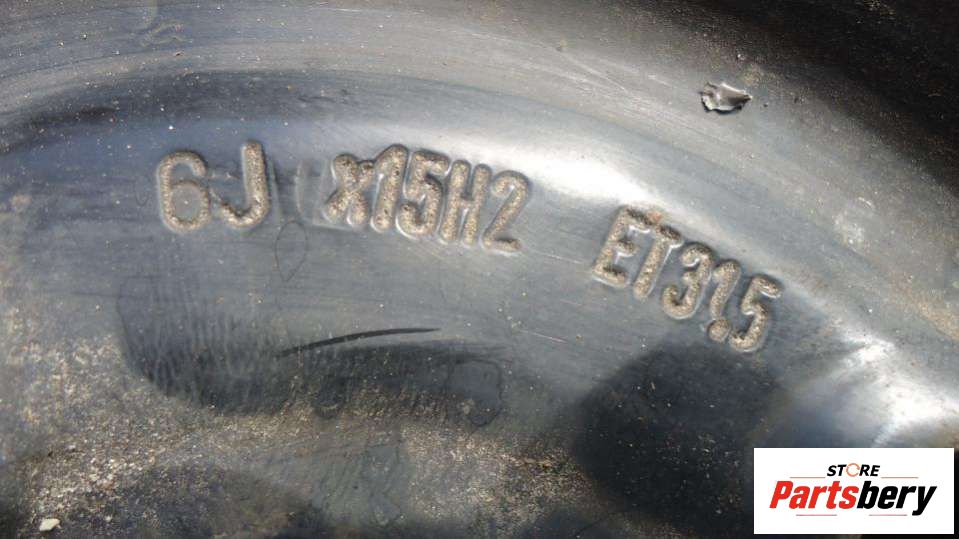 6J x15H2 ET31,5
STORE
Partsbery